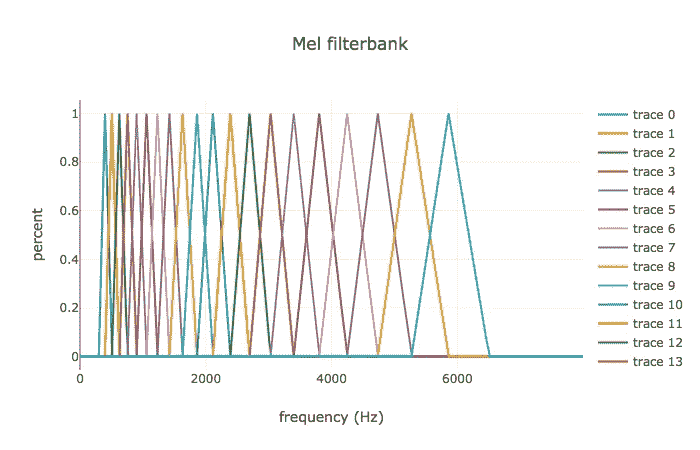 Mel filterbank
percent
1
0.8
0.6
0.4
0.2
0
0 2000 4000 6000
frequency (Hz)
trace 0
trace 1
trace 2
trace 3
trace 4
trace 5
trace 6
trace 7
trace 8
trace 9
trace 10
trace 11
trace 12
trace 13